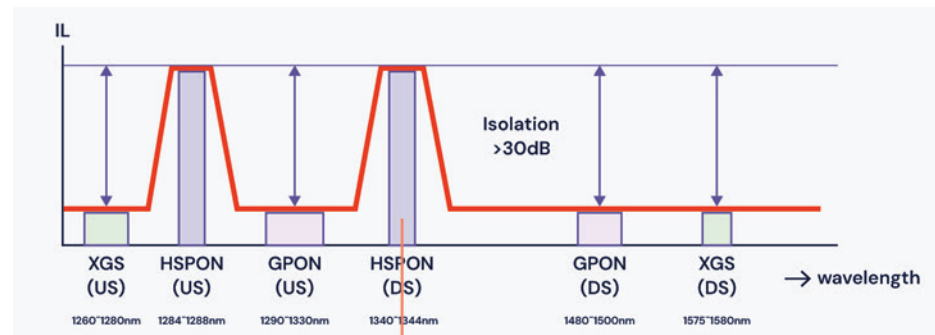 IL
Isolation
>30dB
XGS
(US)
HSPON
(US)
GPON
(US)
HSPON
(DS)
GPON
(DS)
XGS
(DS)
→ wavelength
1260~1280nm
1284~1288nm
1290~1330nm
1340~1344nm
1480~1500nm
1575~1580nm